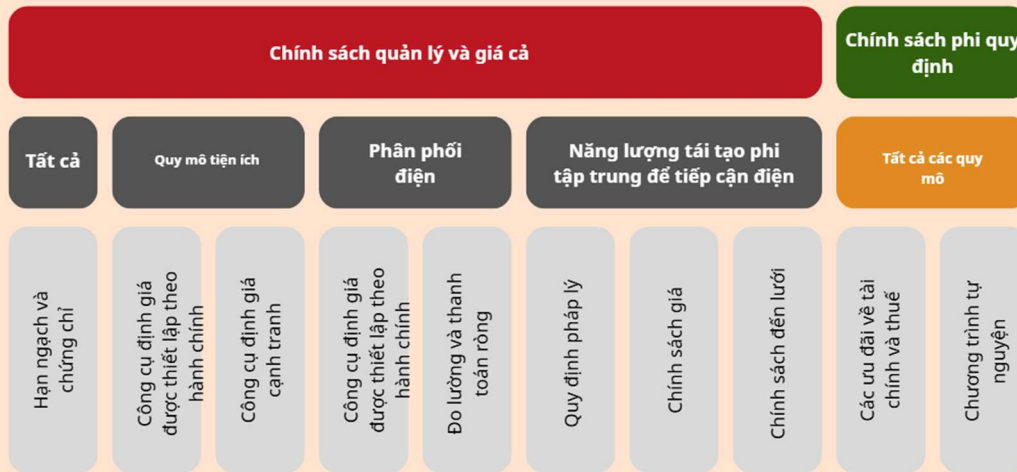 Chính sách quản lý và giá cả
Chính sách phi quy
định
Tất cả
Quy mô tiện ích
Phân phối
điện
Năng lượng tái tạo phi
tập trung để tiếp cận điện
Tất cả các quy
mô
Hạn ngạch và
chứng chỉ
Công cụ định giá
được thiết lập theo
hành chính
Công cụ định giá
cạnh tranh
Công cụ định giá
được thiết lập theo
hành chính
Đo lường và thanh
toán ròng
Quy định pháp lý
Chính sách giá
Chính sách đến lưới
Các ưu đãi về tài
chính và thuế
Chương trình tự
nguyện